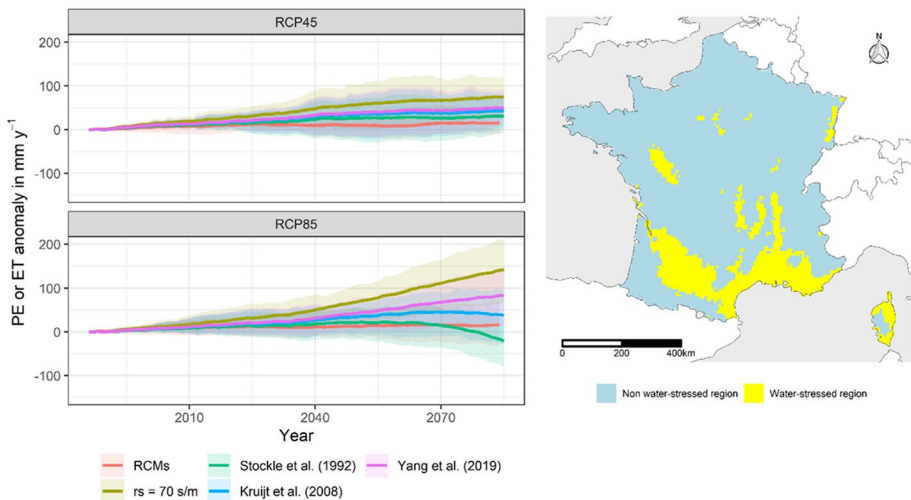 RCP45
200
100
0
-100
RCP85
200
100
0
-100
PE or ET anomaly in mm y⁻¹
2010 2040 2070
Year
RCMs Stockle et al. (1992) Yang et al. (2019)
rs = 70 s/m Kruijt et al. (2008)
N
0 200 400km
Non water-stressed region Water-stressed region